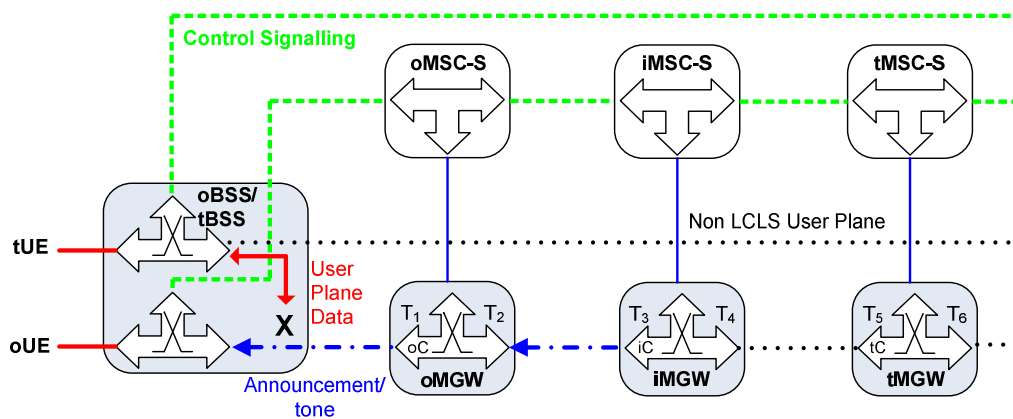 Control Signalling
oMSC-S
iMSC-S
tMSC-S
oBSS/
tBSS
Non LCLS User Plane
tUE
User
Plane
Data
T1
T2
T3
T4
T5
T6
X
oUE
oC
iC
tC
oMGW
iMGW
tMGW
Announcement/
tone